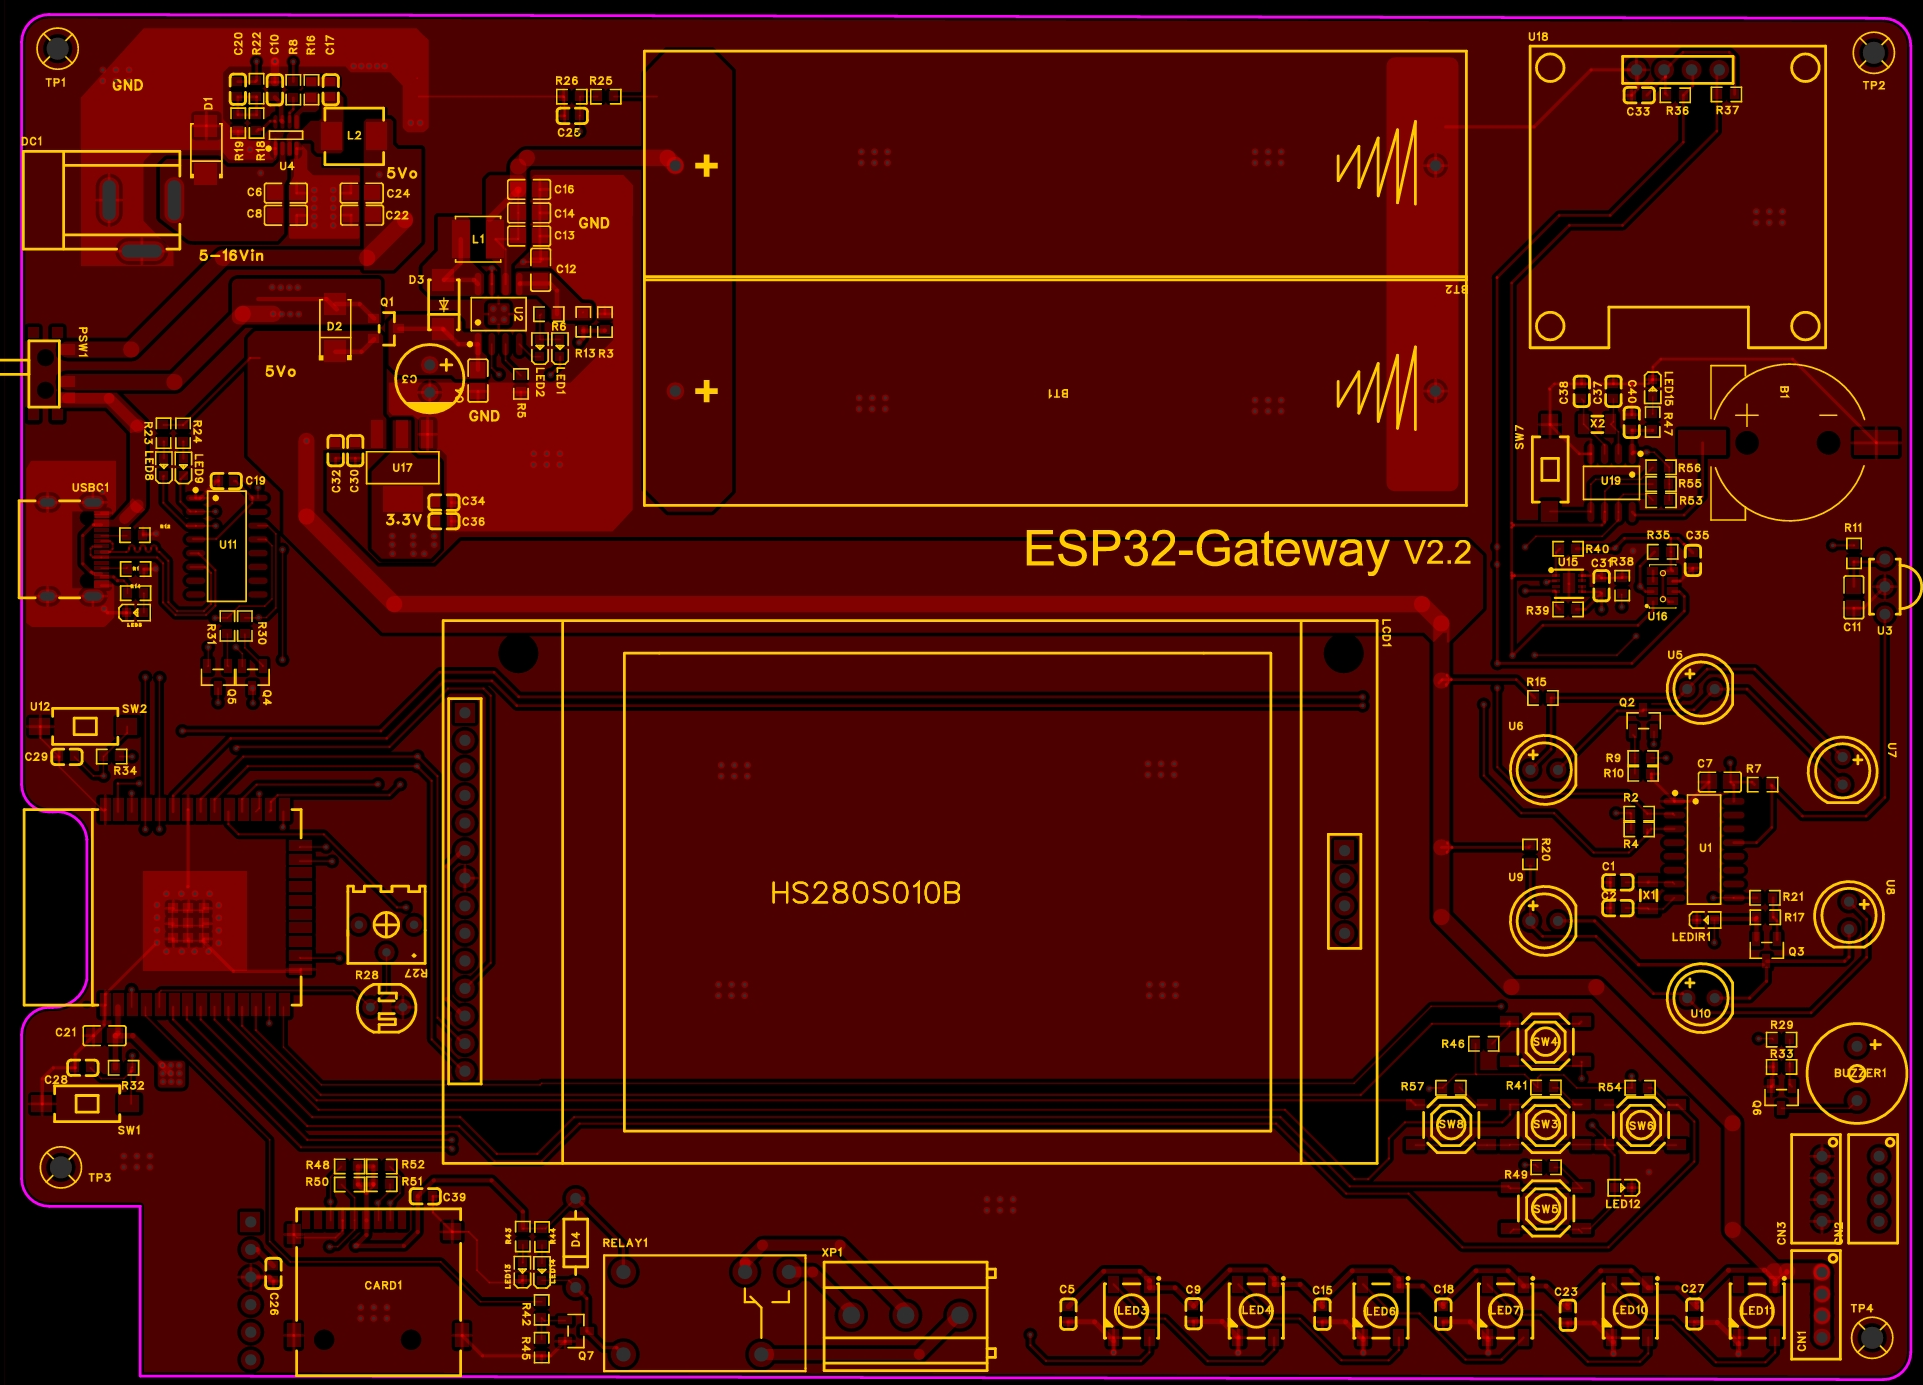 C20
R22
C10
R8
R16
C17
TP1
GND
D1
R19
R18
U4
L2
5Vo
DC1
C6
C8
C24
C22
5-16Vin
R26
R25
C25
C16
C14
C13
C12
GND
L1
D3
U2
Q1
D2
5Vo
PSW1
C3
GND
R6
R13
R3
LED2
LED1
R5
+
+
+
BT2
BT1
U18
C33
R36
R37
TP2
R23
R24
LED8
LED9
C19
U11
USBC1
C32
C30
U17
C34
C36
3.3V
ESP32-Gateway V2.2
C38
C37
C40
LED15
R47
X2
SW7
U19
R56
R55
R53
B1
R11
C11
U3
R40
U15
C31
R38
R39
R35
C35
U16
R31
R30
Q5
Q4
U12
SW2
C29
R34
LCD1
HS280S010B
R28
R27
C21
C28
R32
SW1
TP3
U5
R15
Q2
U6
U7
R9
R10
C7
R7
R2
R4
U1
R20
U9
C1
X1
R21
R17
LEDIR1
Q3
U8
U10
R46
SW4
R57
R41
R54
SW8
SW3
SW6
R49
SW5
LED12
R29
R33
Q6
BUZZER1
CN3
CN2
R48
R52
R50
R51
C39
C26
CARD1
R43
R44
LED13
LED14
D4
R42
R45
Q7
RELAY1
XP1
C5
LED3
C9
LED4
C15
LED6
C18
LED7
C23
LED10
C27
LED11
CN1
TP4